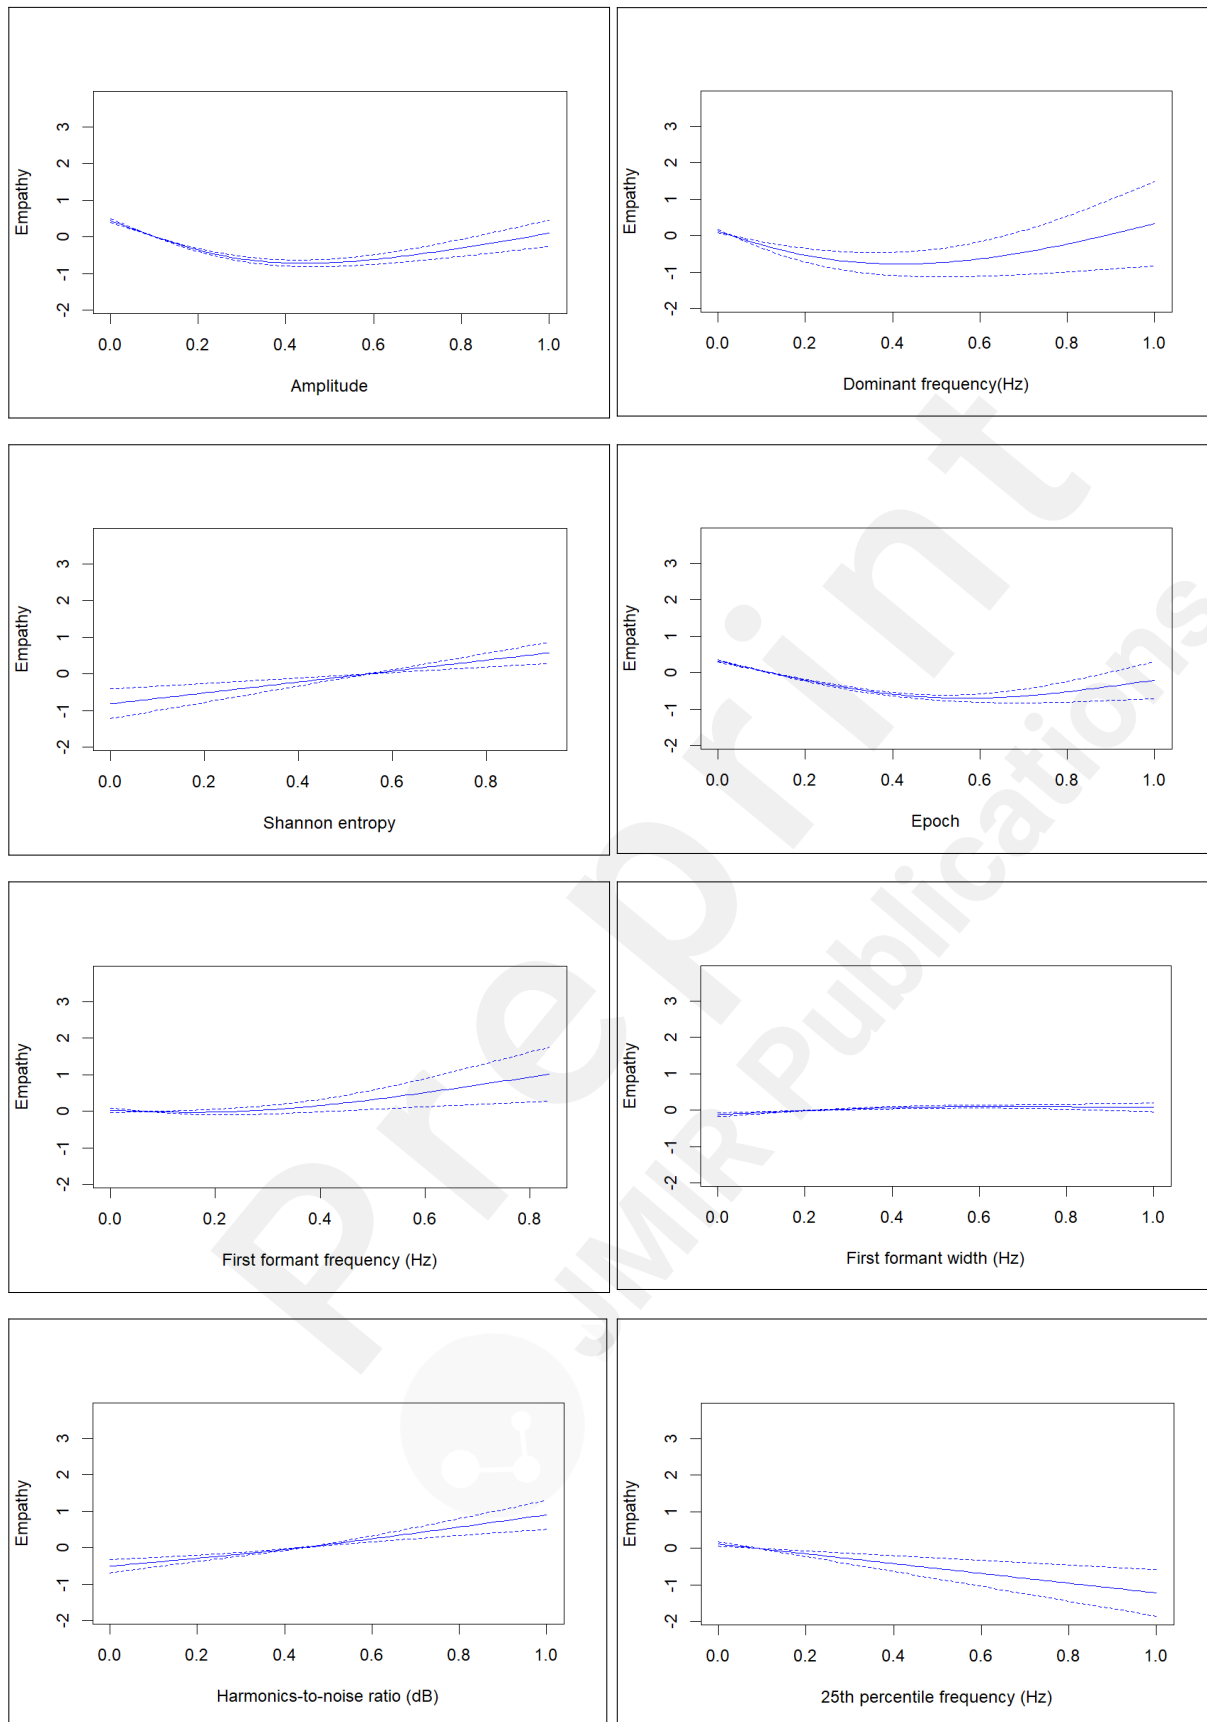 Empathy
3
2
1
0
-1
-2
0.0 0.2 0.4 0.6 0.8 1.0
Amplitude
Empathy
3
2
1
0
-1
-2
0.0 0.2 0.4 0.6 0.8 1.0
Dominant frequency(Hz)
Empathy
3
2
1
0
-1
-2
0.0 0.2 0.4 0.6 0.8
Shannon entropy
Empathy
3
2
1
0
-1
-2
0.0 0.2 0.4 0.6 0.8 1.0
Epoch
Empathy
3
2
1
0
-1
-2
0.0 0.2 0.4 0.6 0.8
First formant frequency (Hz)
Empathy
3
2
1
0
-1
-2
0.0 0.2 0.4 0.6 0.8 1.0
First formant width (Hz)
Empathy
3
2
1
0
-1
-2
0.0 0.2 0.4 0.6 0.8 1.0
Harmonics-to-noise ratio (dB)
Empathy
3
2
1
0
-1
-2
0.0 0.2 0.4 0.6 0.8 1.0
25th percentile frequency (Hz)
Preprint
JMIR Publications